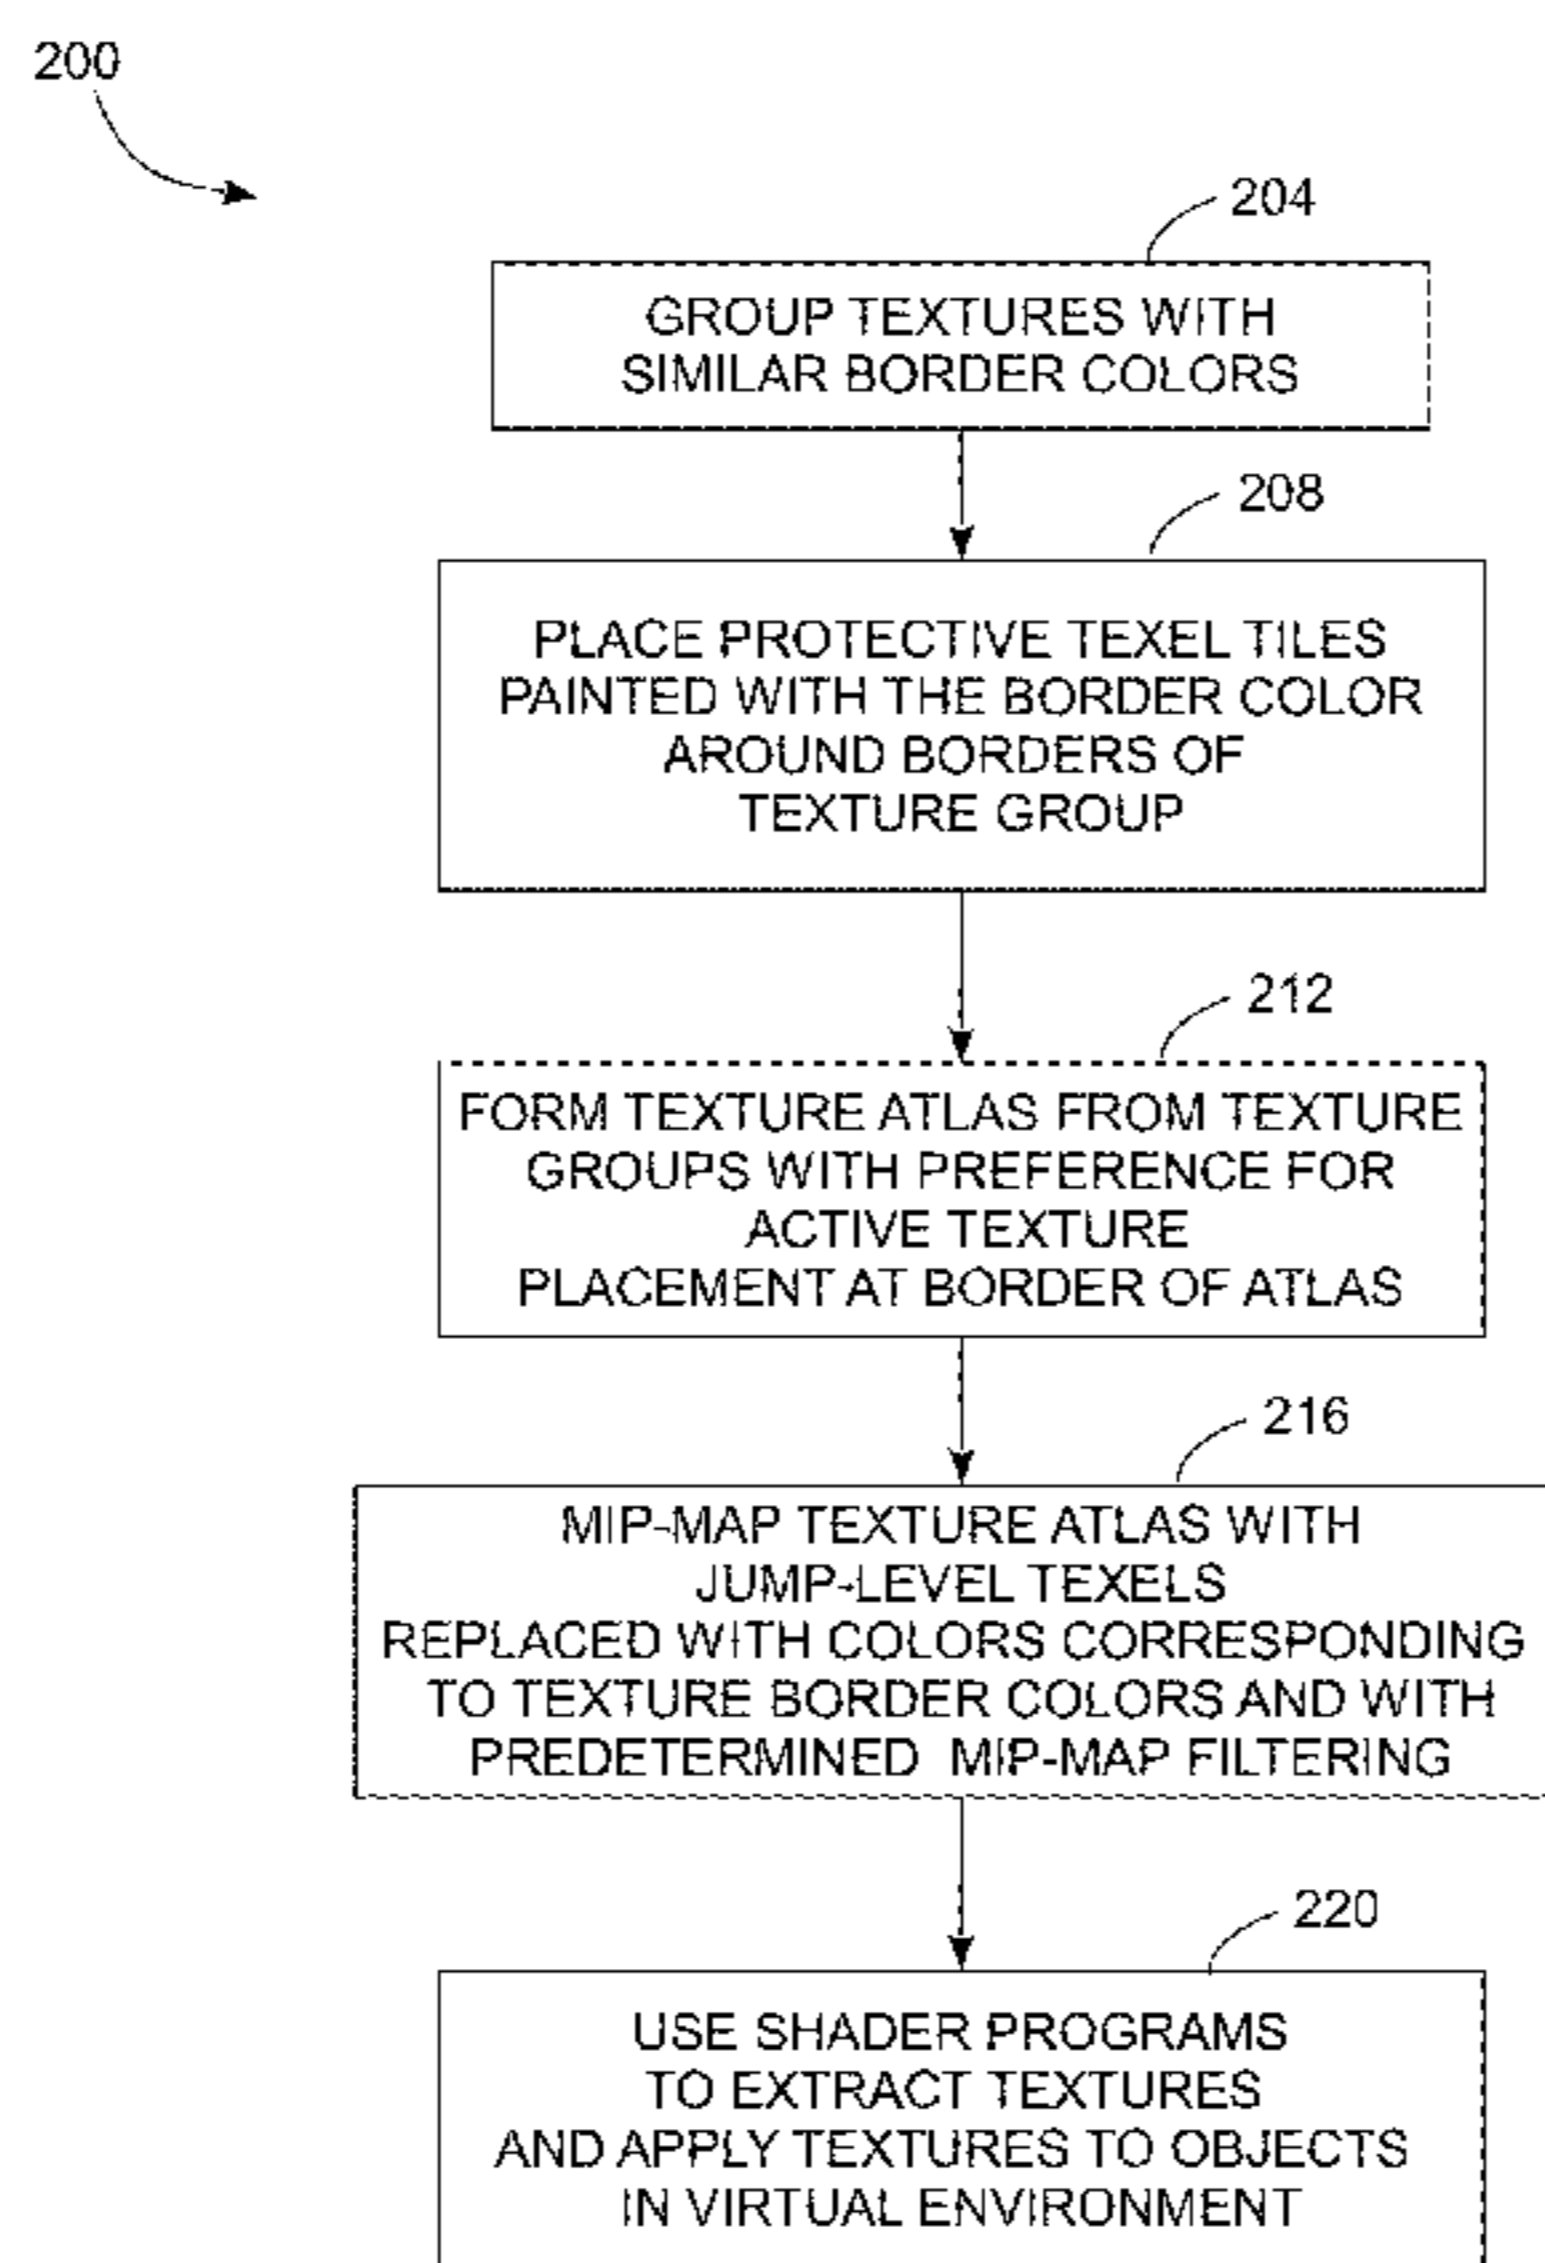 200
204
GROUP TEXTURES WITH
SIMILAR BORDER COLORS
208
PLACE PROTECTIVE TEXEL TILES
PAINTED WITH THE BORDER COLOR
AROUND BORDERS OF
TEXTURE GROUP
212
FORM TEXTURE ATLAS FROM TEXTURE
GROUPS WITH PREFERENCE FOR
ACTIVE TEXTURE
PLACEMENT AT BORDER OF ATLAS
216
MIP-MAP TEXTURE ATLAS WITH
JUMP-LEVEL TEXELS
REPLACED WITH COLORS CORRESPONDING
TO TEXTURE BORDER COLORS AND WITH
PREDETERMINED MIP-MAP FILTERING
220
USE SHADER PROGRAMS
TO EXTRACT TEXTURES
AND APPLY TEXTURES TO OBJECTS
IN VIRTUAL ENVIRONMENT